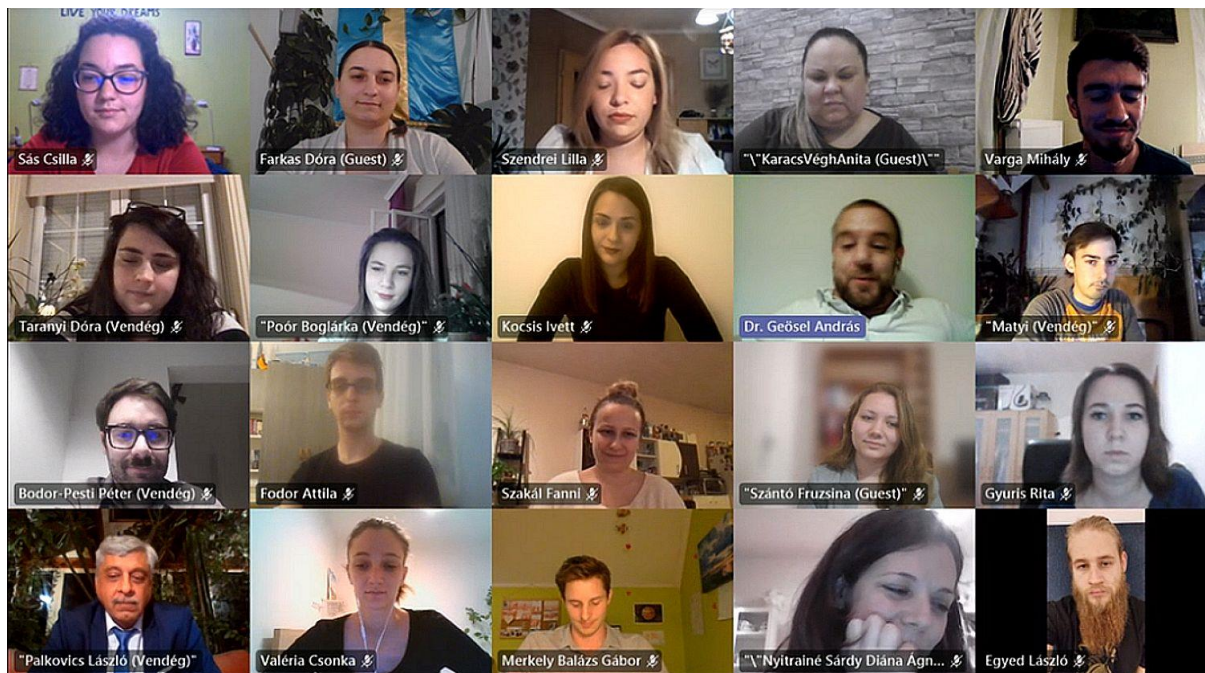 LIVE YOUR DREAMS
Sás Csilla
Farkas Dóra (Guest)
Szendrei Lilla
"\"KaracsVéghAnita (Guest)\""
Varga Mihály
Taranyi Dóra (Vendég)
"Poór Boglárka (Vendég)"
Kocsis Ivett
Dr. Geösel András
"Matyi (Vendég)"
Bodor-Pesti Péter (Vendég)
Fodor Attila
Szakál Fanni
"Szántó Fruzsina (Guest)"
Gyuris Rita
"Palkovics László (Vendég)"
Valéria Csonka
Merkely Balázs Gábor
"\"Nyitrainé Sárdy Diána Ágn...
Egyed László